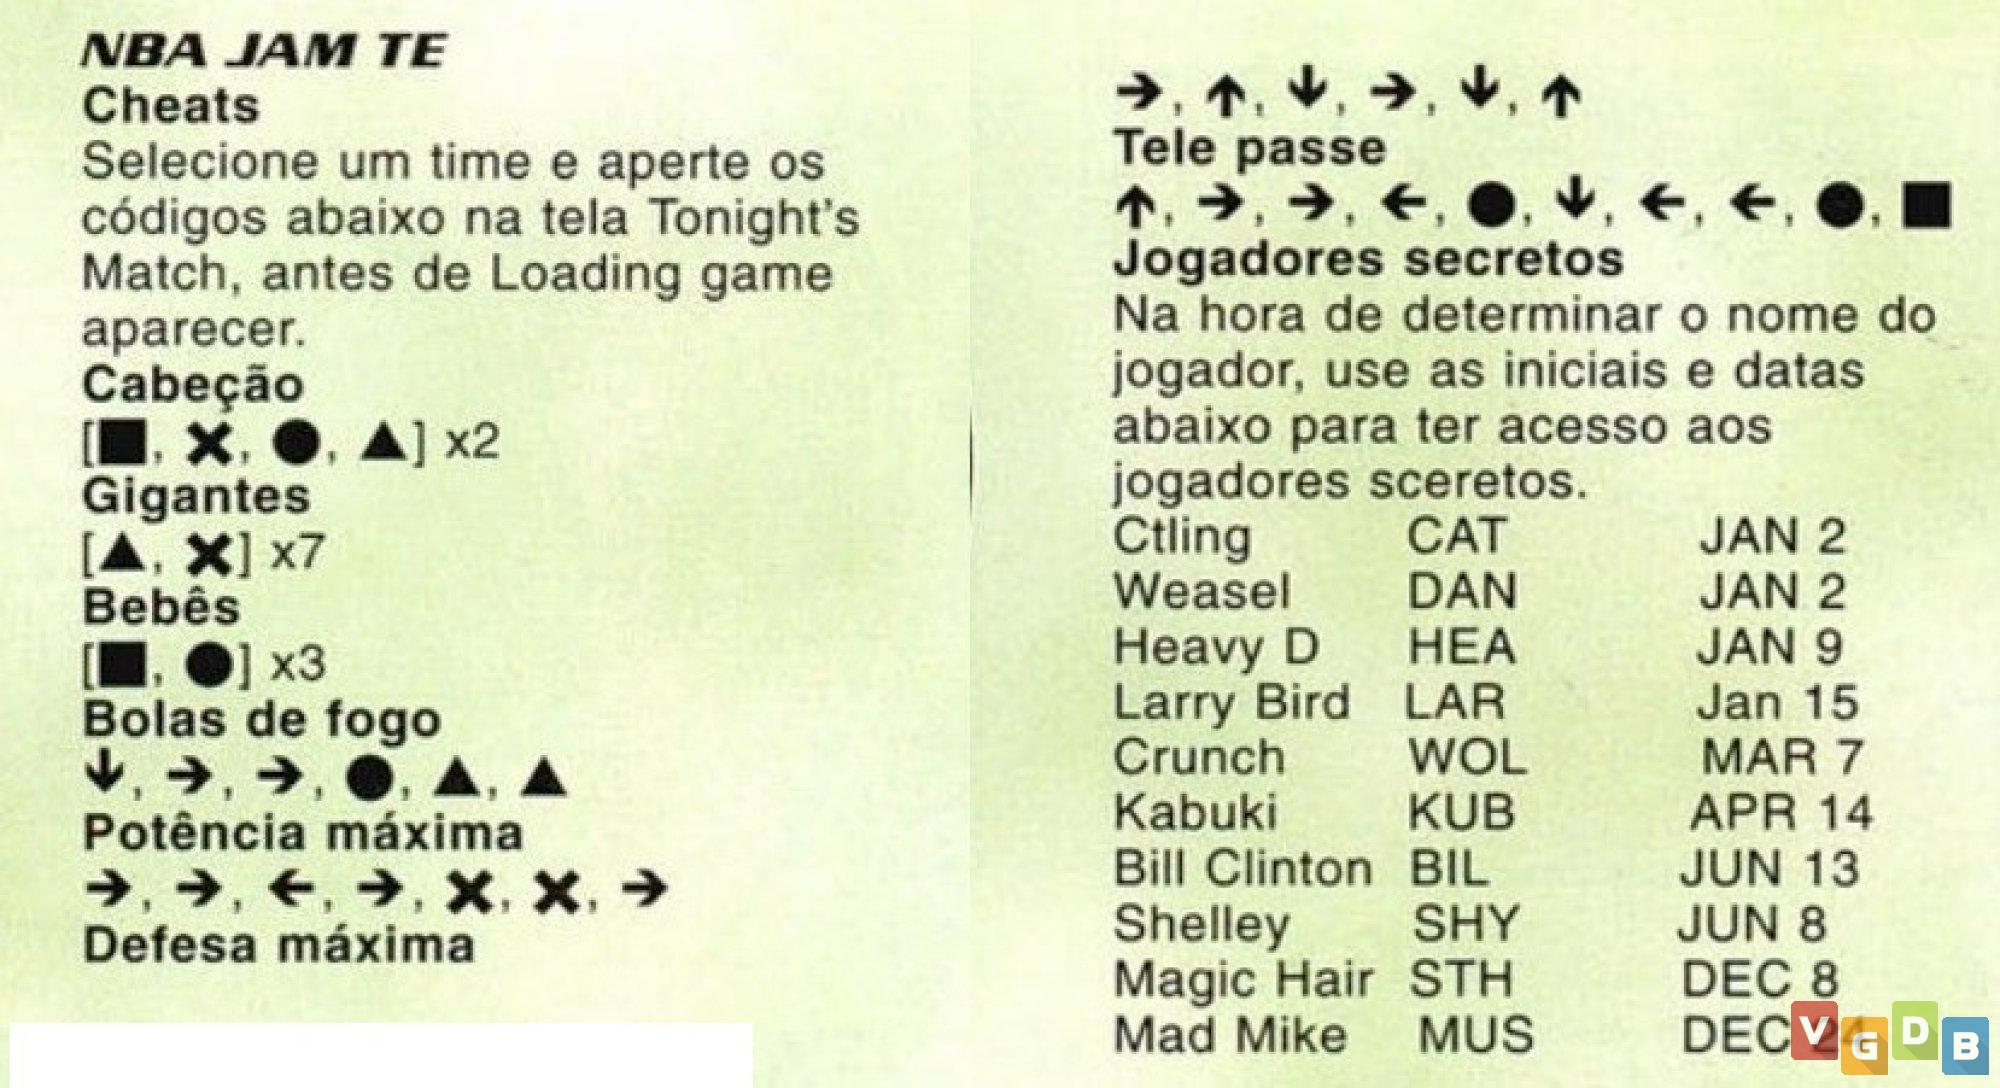 NBA JAM TE
Cheats
Selecione um time e aperte os
códigos abaixo na tela Tonight's
Match, antes de Loading game
aparecer.
Cabeção
[■, ✖, ●, ▲] x2
Gigantes
[▲, ✖] x7
Bebês
[■, ●] x3
Bolas de fogo
↓, →, →, ●, ▲, ▲
Potência máxima
→, →, ←, →, ✖, ✖, →
Defesa máxima
→, ↑, ↓, →, ↓, ↑
Tele passe
↑, →, →, ←, ●, ↓, ←, ←, ●, ■
Jogadores secretos
Na hora de determinar o nome do
jogador, use as iniciais e datas
abaixo para ter acesso aos
jogadores sceretos.
Ctling CAT JAN 2
Weasel DAN JAN 2
Heavy D HEA JAN 9
Larry Bird LAR Jan 15
Crunch WOL MAR 7
Kabuki KUB APR 14
Bill Clinton BIL JUN 13
Shelley SHY JUN 8
Magic Hair STH DEC 8
Mad Mike MUS DEC
VGDB